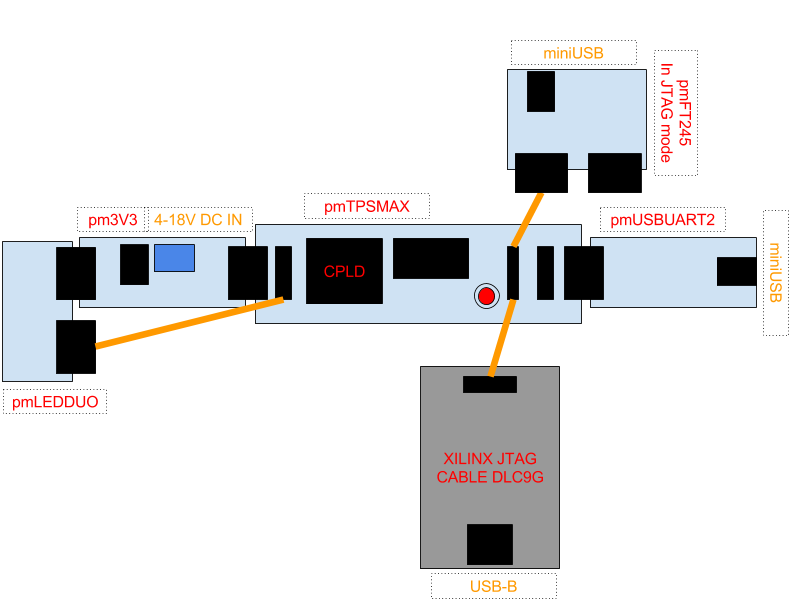 miniUSB
pmFT245
In JTAG mode
pm3V3
4-18V DC IN
pmTPSMAX
pmUSBUART2
miniUSB
CPLD
pmLEDDUO
XILINX JTAG
CABLE DLC9G
USB-B